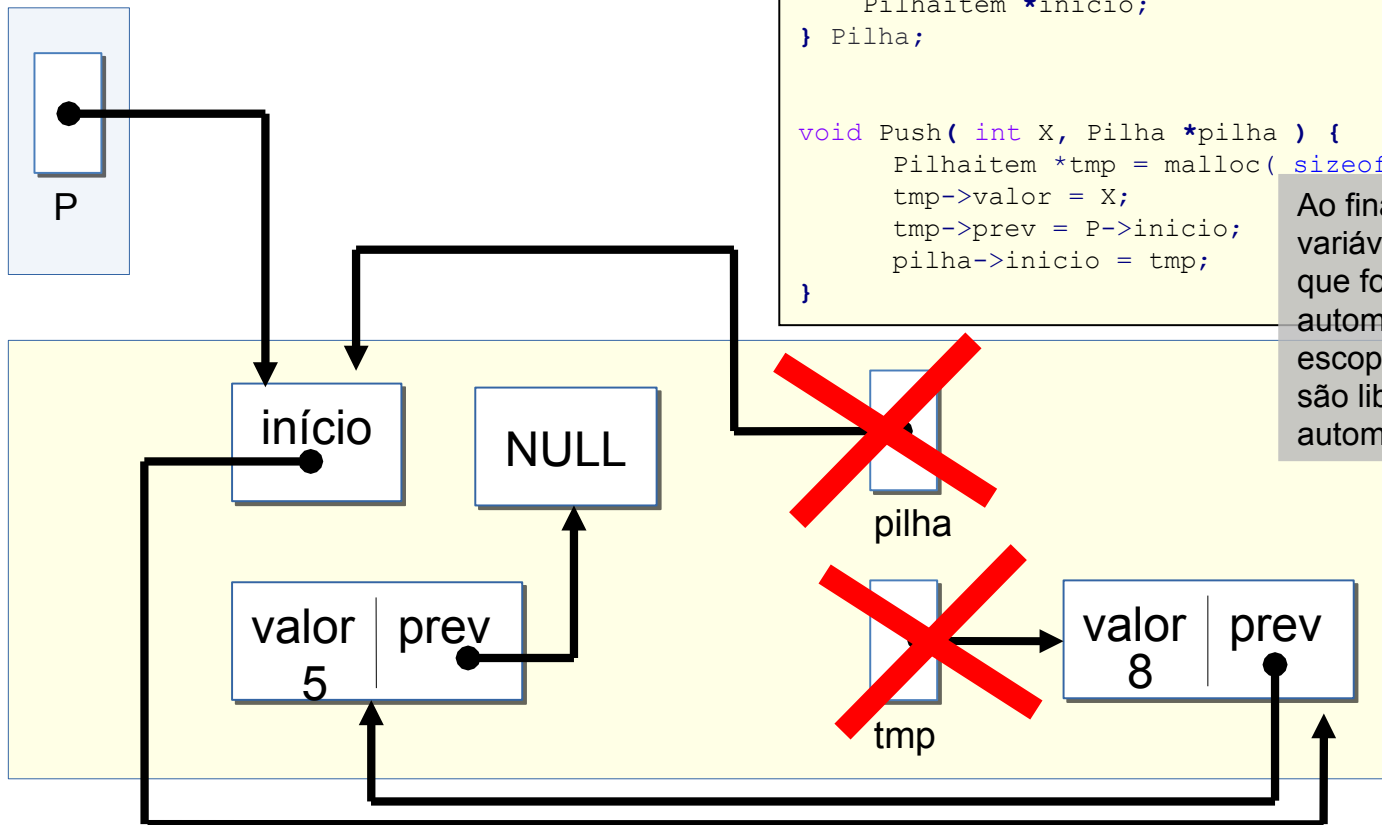 Pilhaitem *inicio;
} Pilha;
void Push( int X, Pilha *pilha ) {
Pilhaitem *tmp = malloc( sizeof
tmp->valor = X;
tmp->prev = P->inicio;
pilha->inicio = tmp;
}
Ao fina
variáv
que fo
autom
escop
são lib
autom
P
início
NULL
pilha
valor prev
5
tmp
valor prev
8